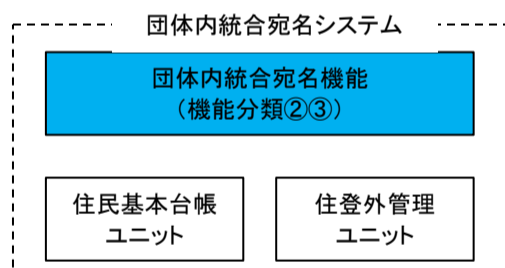 団体内統合宛名システム
団体内統合宛名機能
（機能分類②③）
住民基本台帳
ユニット
住登外管理
ユニット